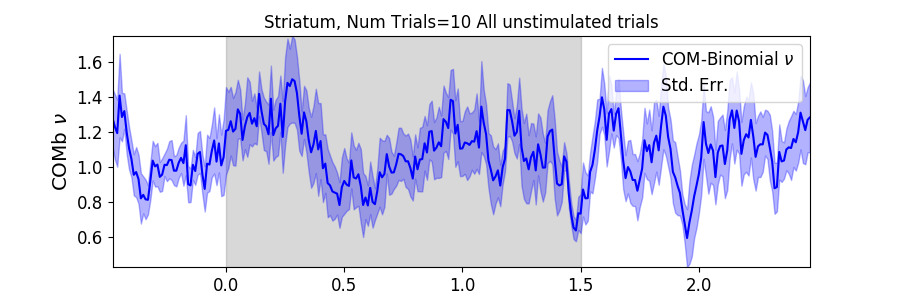 Striatum, Num Trials=10 All unstimulated trials
COMb ν
1.6
1.4
1.2
1.0
0.8
0.6
COM-Binomial ν
Std. Err.
0.0 0.5 1.0 1.5 2.0